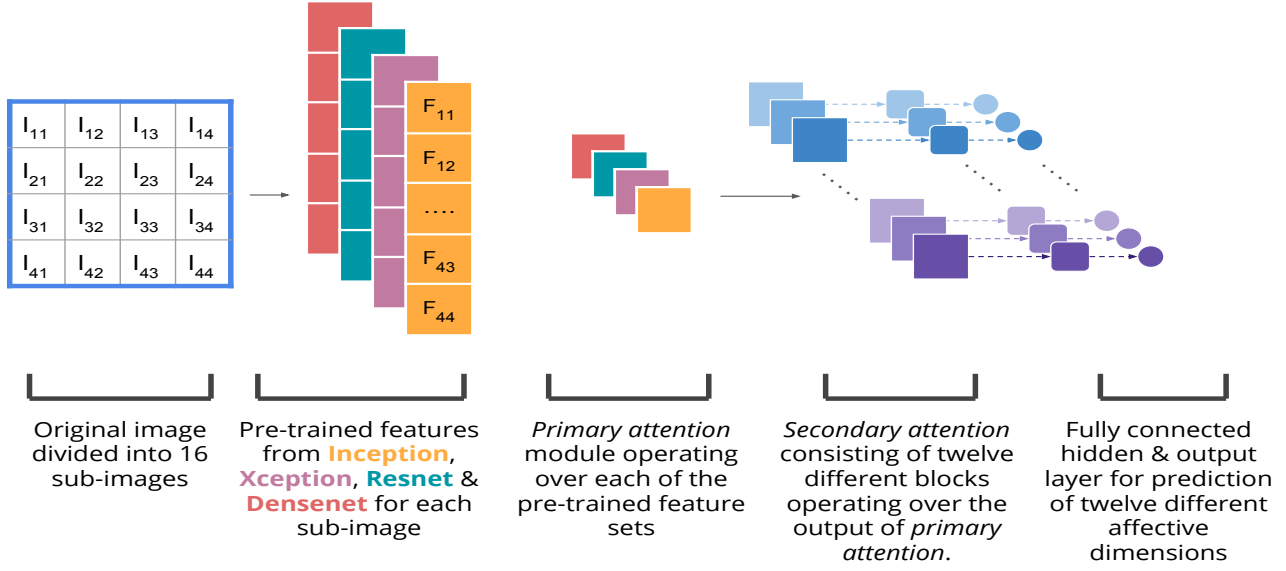 I11 I12 I13 I14
I21 I22 I23 I24
I31 I32 I33 I34
I41 I42 I43 I44
F11
F12
....
F43
F44
Original image
divided into 16
sub-images
Pre-trained features
from Inception,
Xception, Resnet &
Densenet for each
sub-image
Primary attention
module operating
over each of the
pre-trained feature
sets
Secondary attention
consisting of twelve
different blocks
operating over the
output of primary
attention.
Fully connected
hidden & output
layer for prediction
of twelve different
affective
dimensions